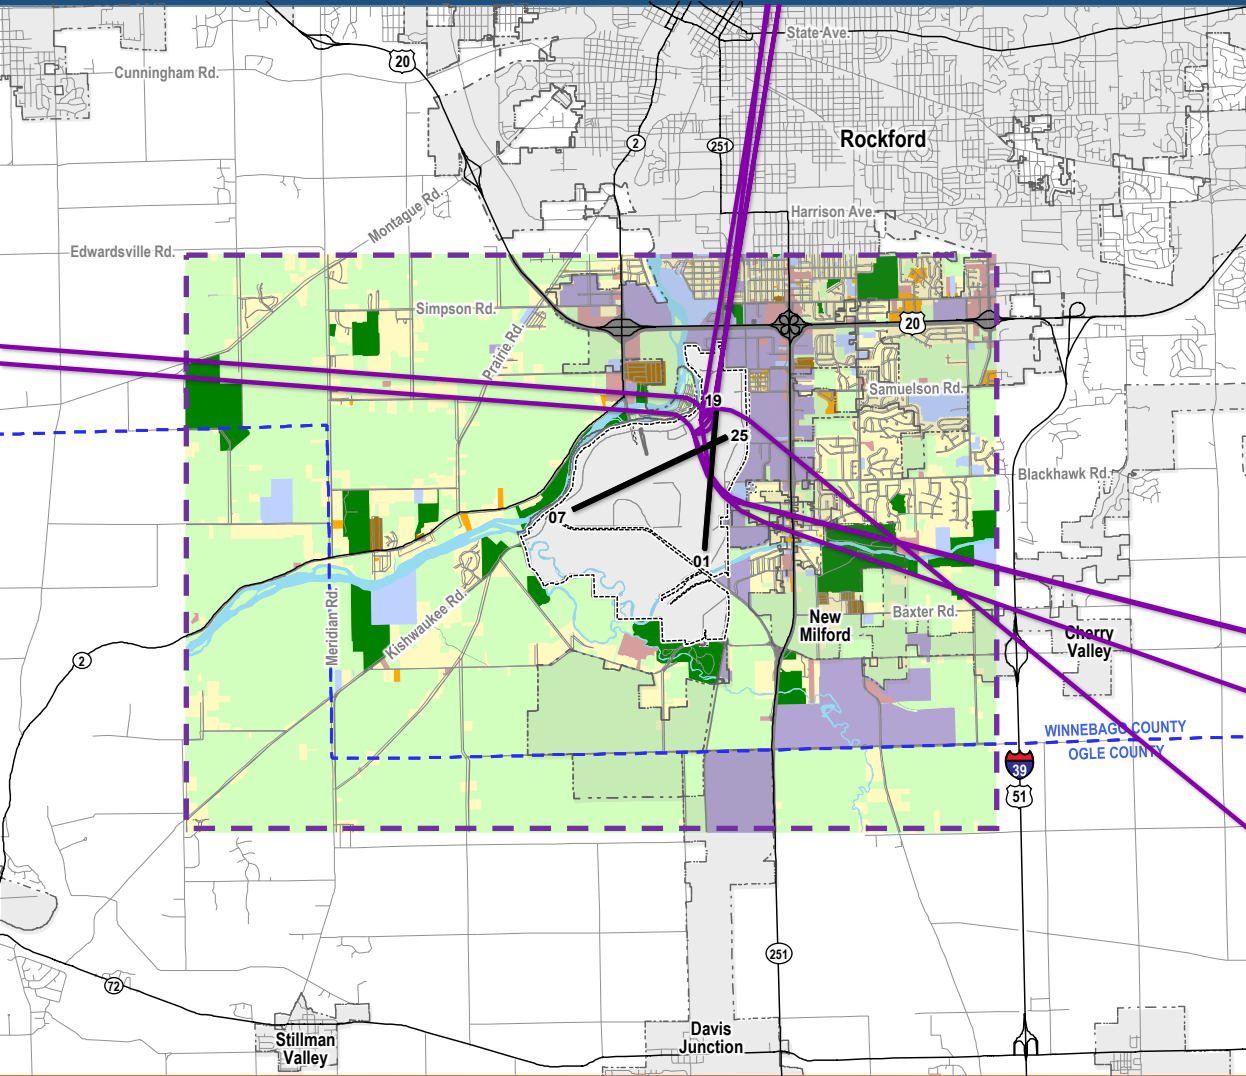 State Ave.
20
Cunningham Rd.
2
251
Rockford
Montague Rd.
Harrison Ave.
Edwardsville Rd.
Simpson Rd.
20
Prairie Rd.
Samuelson Rd.
19
25
Blackhawk Rd.
07
01
Meridian Rd.
Kishwaukee Rd.
New
Milford
Baxter Rd.
Cherry
Valley
2
WINNEBAGO COUNTY
OGLE COUNTY
39
51
251
72
Stillman
Valley
Davis
Junction